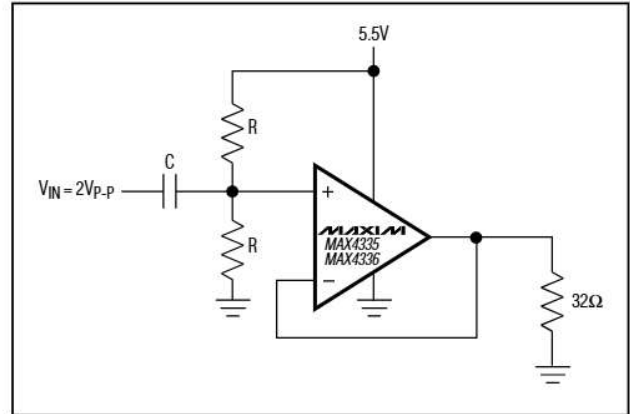 5.5V
R
C
VIN = 2VP-P
+
MAXIM
MAX4335
MAX4336
R
−
32Ω